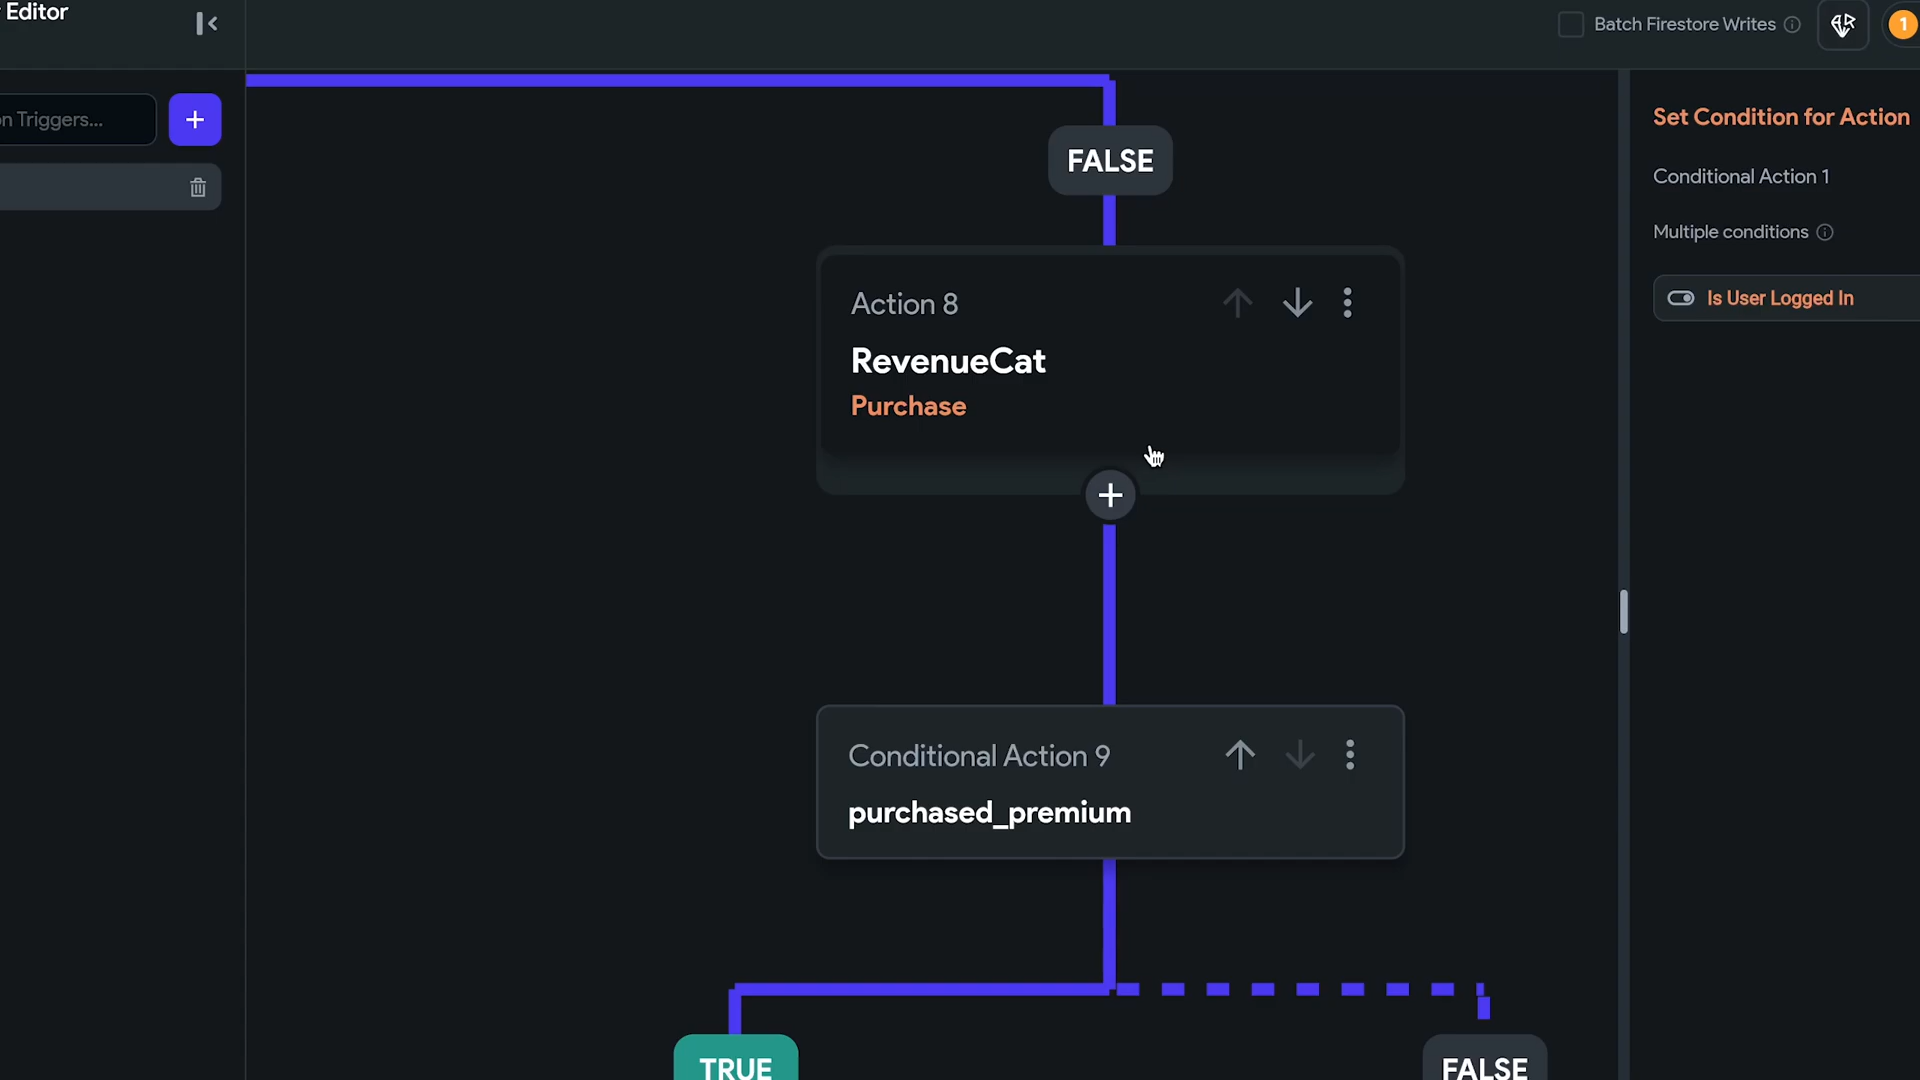 Editor
Batch Firestore Writes
1
n Triggers...
+
FALSE
Action 8
RevenueCat
Purchase
+
Conditional Action 9
purchased_premium
TRUE
FALSE
Set Condition for Action
Conditional Action 1
Multiple conditions
Is User Logged In